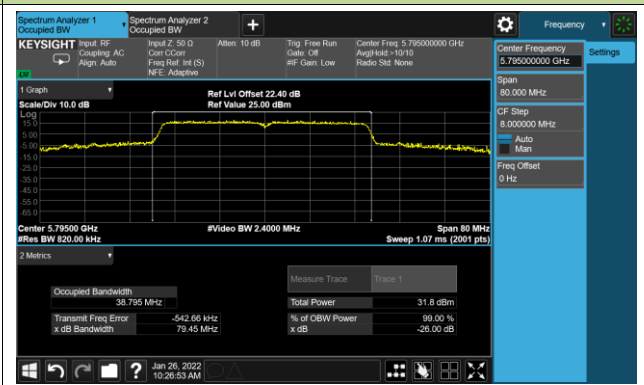 Spectrum Analyzer 1
Occupied BW
Spectrum Analyzer 2
Occupied BW
Frequency
KEYSIGHT
Input: RF
Coupling: AC
Align: Auto
Input Z: 50 Ω
Corr CCorr
Freq Ref: Int (S)
NFE: Adaptive
Atten: 10 dB
Trig: Free Run
Gate: Off
#IF Gain: Low
Center Freq: 5.795000000 GHz
Avg|Hold:>10/10
Radio Std: None
Center Frequency
5.795000000 GHz
Settings
Span
80.000 MHz
CF Step
8.000000 MHz
Auto
Man
Freq Offset
0 Hz
1 Graph
Scale/Div 10.0 dB
Ref Lvl Offset 22.40 dB
Ref Value 25.00 dBm
Log
15.0
5.00
-5.00
-15.0
-25.0
-35.0
-45.0
-55.0
-65.0
Center 5.79500 GHz
#Res BW 820.00 kHz
#Video BW 2.4000 MHz
Span 80 MHz
Sweep 1.07 ms (2001 pts)
2 Metrics
Measure Trace
Trace 1
Occupied Bandwidth
38.795 MHz
Total Power
31.8 dBm
Transmit Freq Error
-542.66 kHz
% of OBW Power
99.00 %
x dB Bandwidth
79.45 MHz
x dB
-26.00 dB
?
Jan 26, 2022
10:26:53 AM